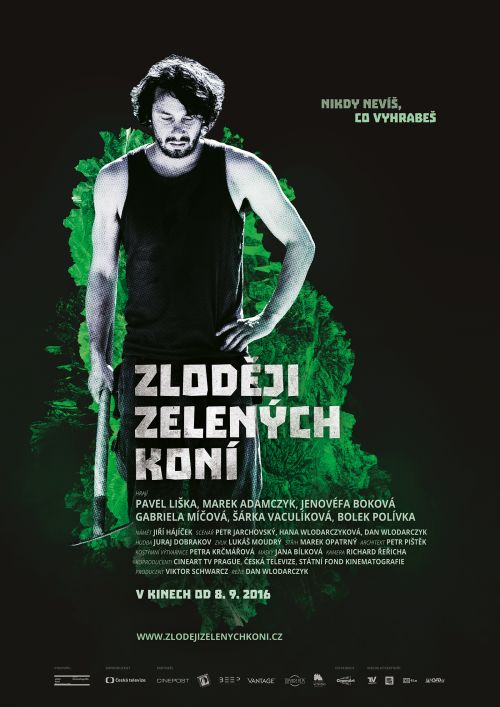 NIKDY NEVÍŠ,
CO VYHRABEŠ
ZLODĚJI
ZELENÝCH
KONÍ
HRAJÍ
PAVEL LIŠKA, MAREK ADAMCZYK, JENOVÉFA BOKOVÁ
GABRIELA MÍČOVÁ, ŠÁRKA VACULÍKOVÁ, BOLEK POLÍVKA
NÁMĚT JIŘÍ HÁJÍČEK SCENÁŘ PETR JARCHOVSKÝ, HANA WLODARCZYKOVÁ, DAN WLODARCZYK
HUDBA JURAJ DOBRAKOV ZVUK LUKÁŠ MOUDRÝ STŘIH MAREK OPATRNÝ ARCHITEKT PETR PIŠTĚK
KOSTÝMNÍ VÝTVARNICE PETRA KRČMÁŘOVÁ MASKY JANA BÍLKOVÁ KAMERA RICHARD ŘEŘICHA
KOPRODUCENTI CINEART TV PRAGUE, ČESKÁ TELEVIZE, STÁTNÍ FOND KINEMATOGRAFIE
PRODUCENT VIKTOR SCHWARCZ REŽIE DAN WLODARCZYK
V KINECH OD 8. 9. 2016
WWW.ZLODEJIZELENYCHKONI.CZ
Česká televize CINEPOST BEEP VANTAGE